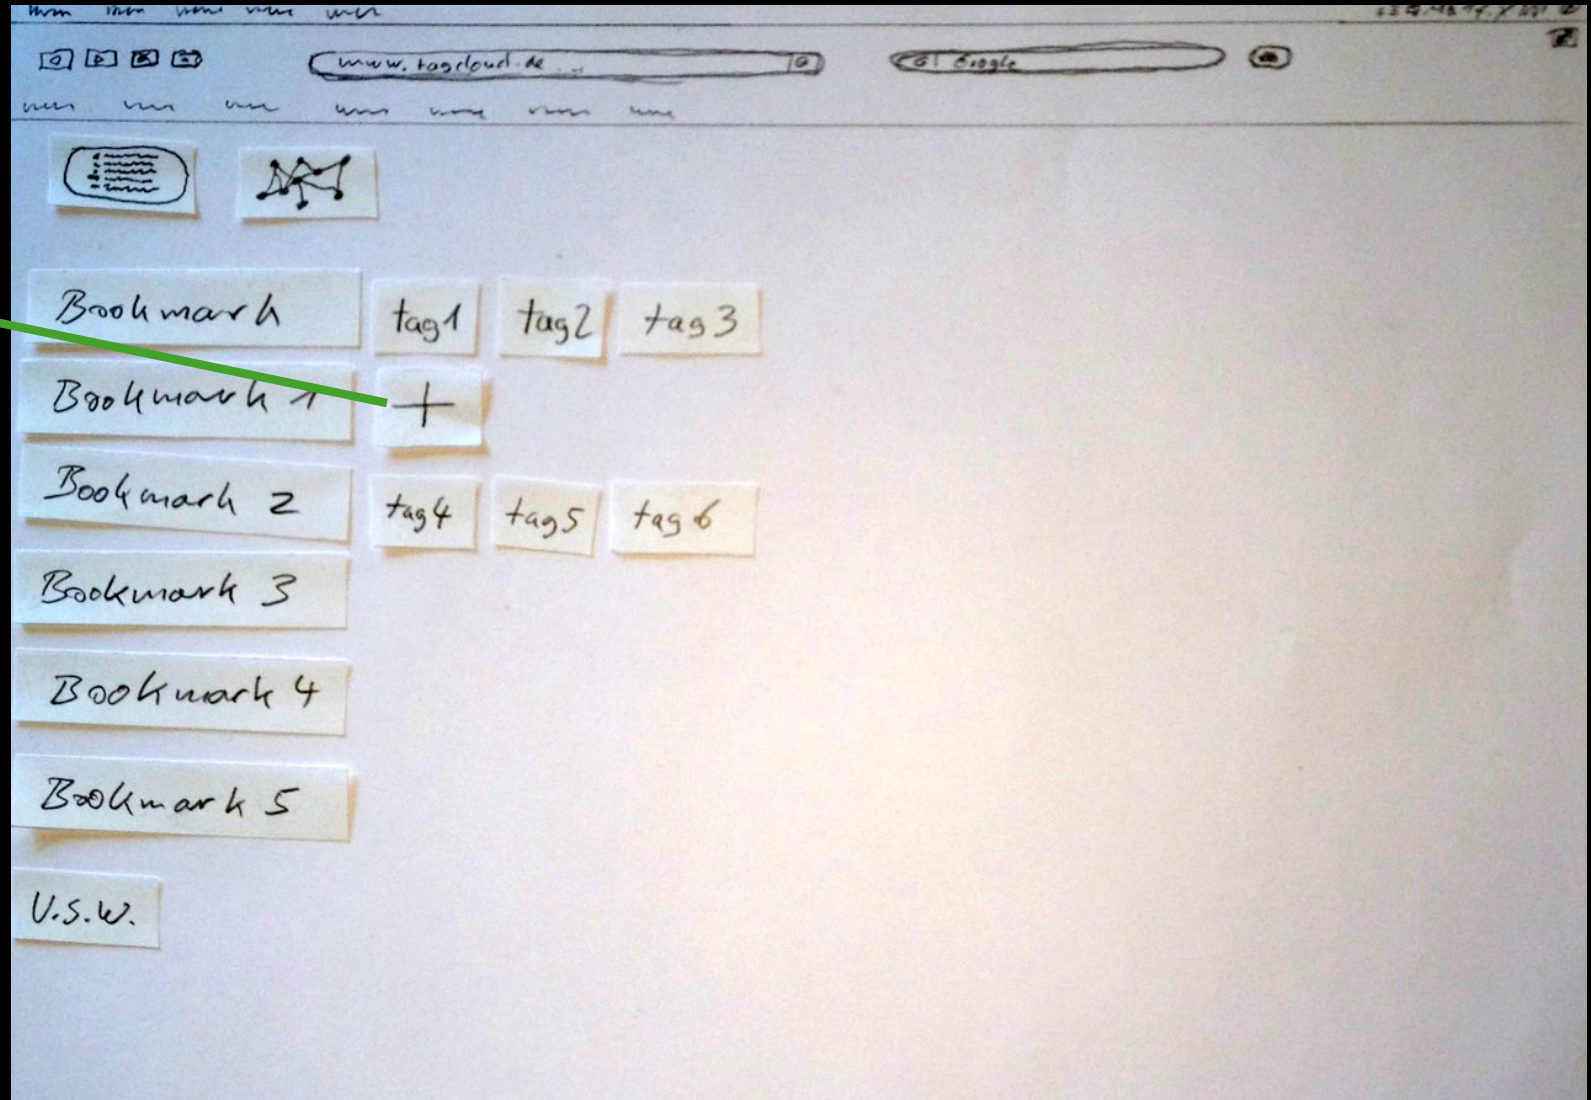 www.tagcloud.de... Google
Bookmark tag1 tag2 tag3
Bookmark 1 +
Bookmark 2 tag4 tag5 tag6
Bookmark 3
Bookmark 4
Bookmark 5
U.S.W.